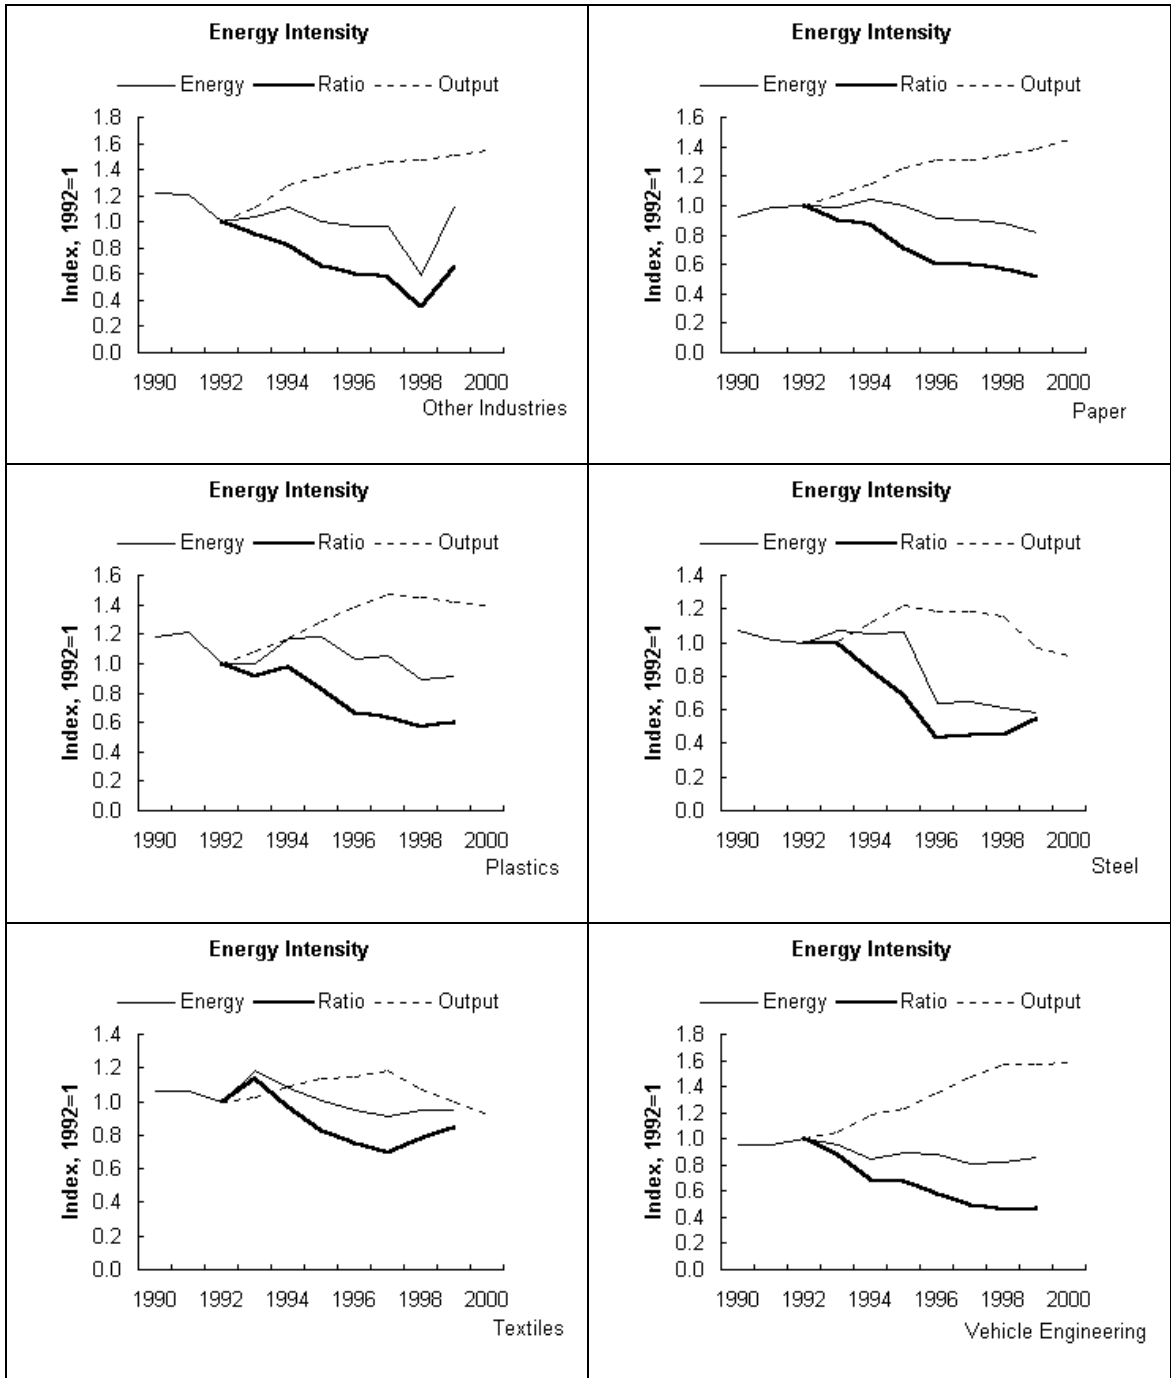 Energy Intensity
Energy Ratio Output
Index, 1992=1
1.8
1.6
1.4
1.2
1.0
0.8
0.6
0.4
0.2
0.0
1990 1992 1994 1996 1998 2000
Other Industries
Energy Intensity
Energy Ratio Output
Index, 1992=1
1.6
1.4
1.2
1.0
0.8
0.6
0.4
0.2
0.0
1990 1992 1994 1996 1998 2000
Paper
Energy Intensity
Energy Ratio Output
Index, 1992=1
1.6
1.4
1.2
1.0
0.8
0.6
0.4
0.2
0.0
1990 1992 1994 1996 1998 2000
Plastics
Energy Intensity
Energy Ratio Output
Index, 1992=1
1.4
1.2
1.0
0.8
0.6
0.4
0.2
0.0
1990 1992 1994 1996 1998 2000
Steel
Energy Intensity
Energy Ratio Output
Index, 1992=1
1.4
1.2
1.0
0.8
0.6
0.4
0.2
0.0
1990 1992 1994 1996 1998 2000
Textiles
Energy Intensity
Energy Ratio Output
Index, 1992=1
1.8
1.6
1.4
1.2
1.0
0.8
0.6
0.4
0.2
0.0
1990 1992 1994 1996 1998 2000
Vehicle Engineering